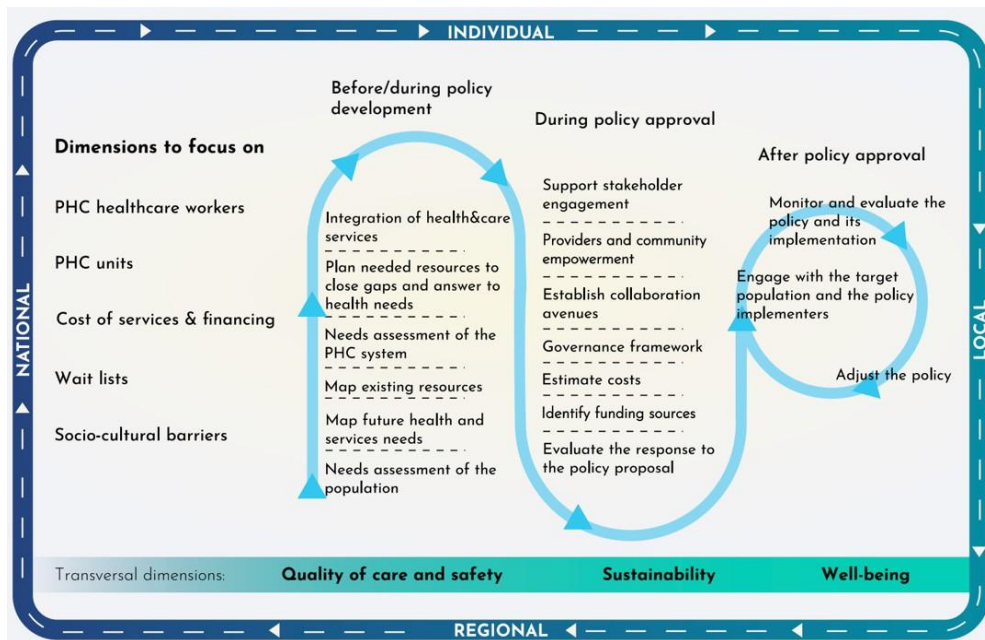 INDIVIDUAL
NATIONAL
LOCAL
Dimensions to focus on
PHC healthcare workers
PHC units
Cost of services & financing
Wait lists
Socio-cultural barriers
Before/during policy
development
Integration of health&care
services
Plan needed resources to
close gaps and answer to
health needs
Needs assessment of the
PHC system
Map existing resources
Map future health and
services needs
Needs assessment of the
population
During policy approval
Support stakeholder
engagement
Providers and community
empowerment
Establish collaboration
avenues
Governance framework
Estimate costs
Identify funding sources
Evaluate the response to
the policy proposal
After policy approval
Monitor and evaluate the
policy and its
implementation
Engage with the target
population and the policy
implementers
Adjust the policy
Transversal dimensions:
Quality of care and safety
Sustainability
Well-being
REGIONAL